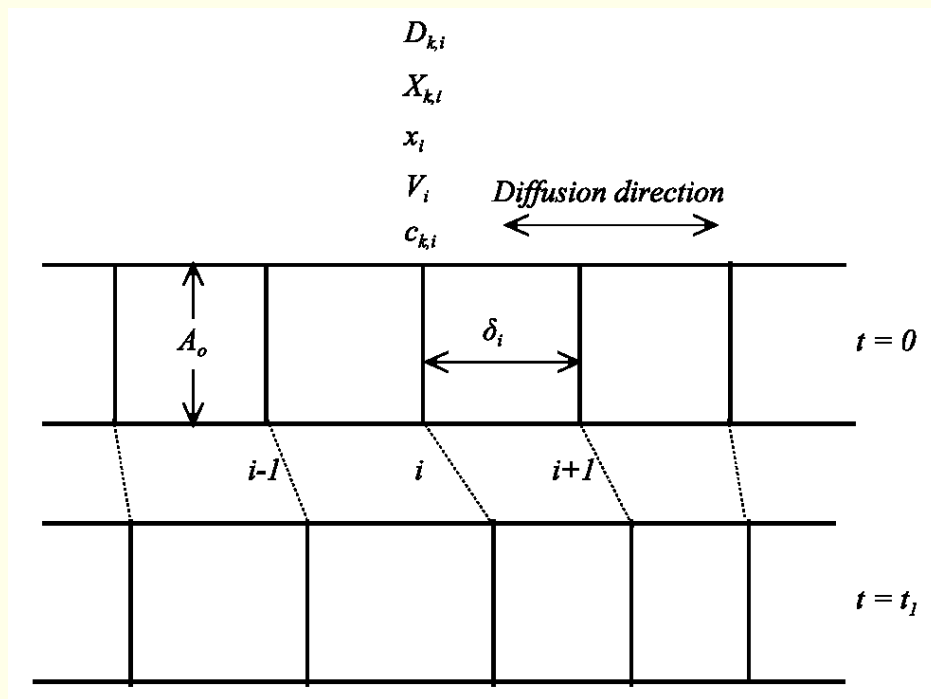 D_{k,i}
X_{k,i}
x_i
V_i
Diffusion direction
c_{k,i}
A_o
δ_i
t = 0
i-1
i
i+1
t = t_1